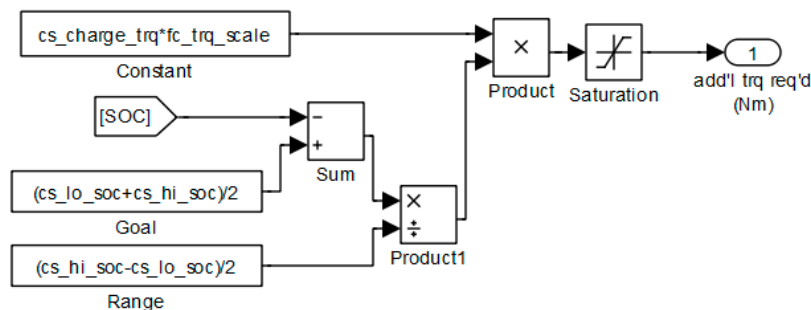 cs_charge_trq*fc_trq_scale
Constant
×
Product
Saturation
1
add'l trq req'd
(Nm)
[SOC]
−
+
Sum
(cs_lo_soc+cs_hi_soc)/2
Goal
×
÷
Product1
(cs_hi_soc-cs_lo_soc)/2
Range